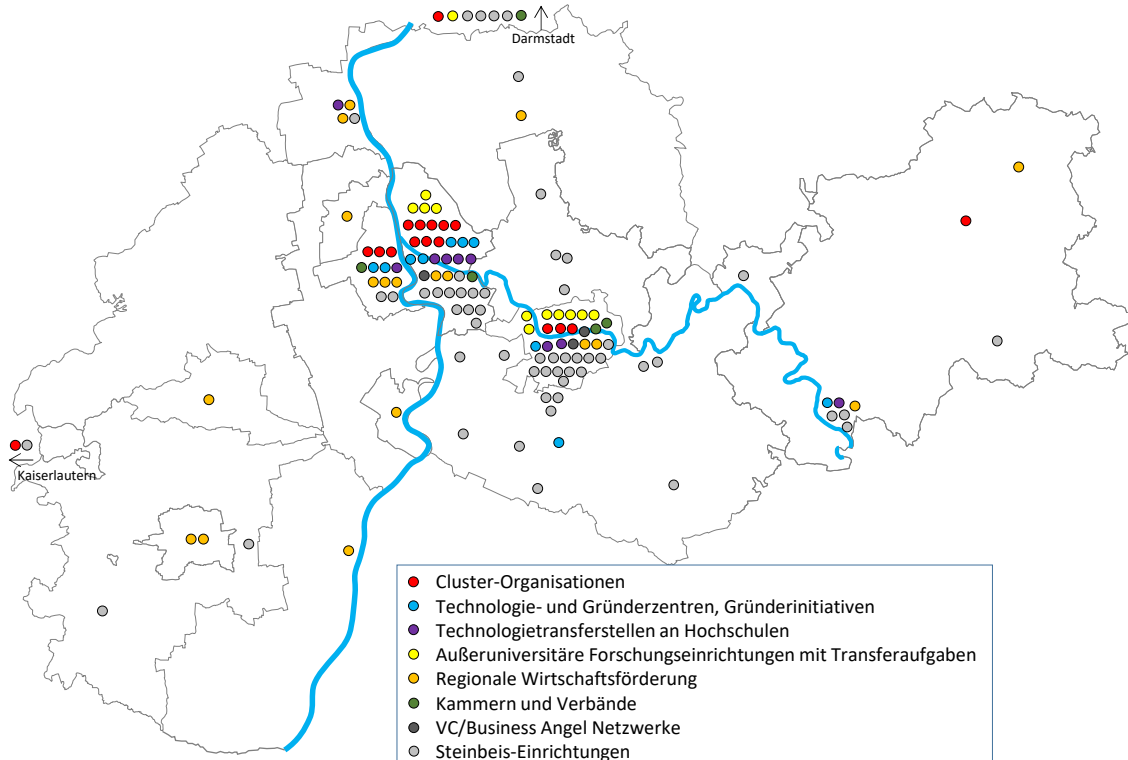 Darmstadt
Kaiserlautern
Cluster-Organisationen
Technologie- und Gründerzentren, Gründerinitiativen
Technologietransferstellen an Hochschulen
Außeruniversitäre Forschungseinrichtungen mit Transferaufgaben
Regionale Wirtschaftsförderung
Kammern und Verbände
VC/Business Angel Netzwerke
Steinbeis-Einrichtungen